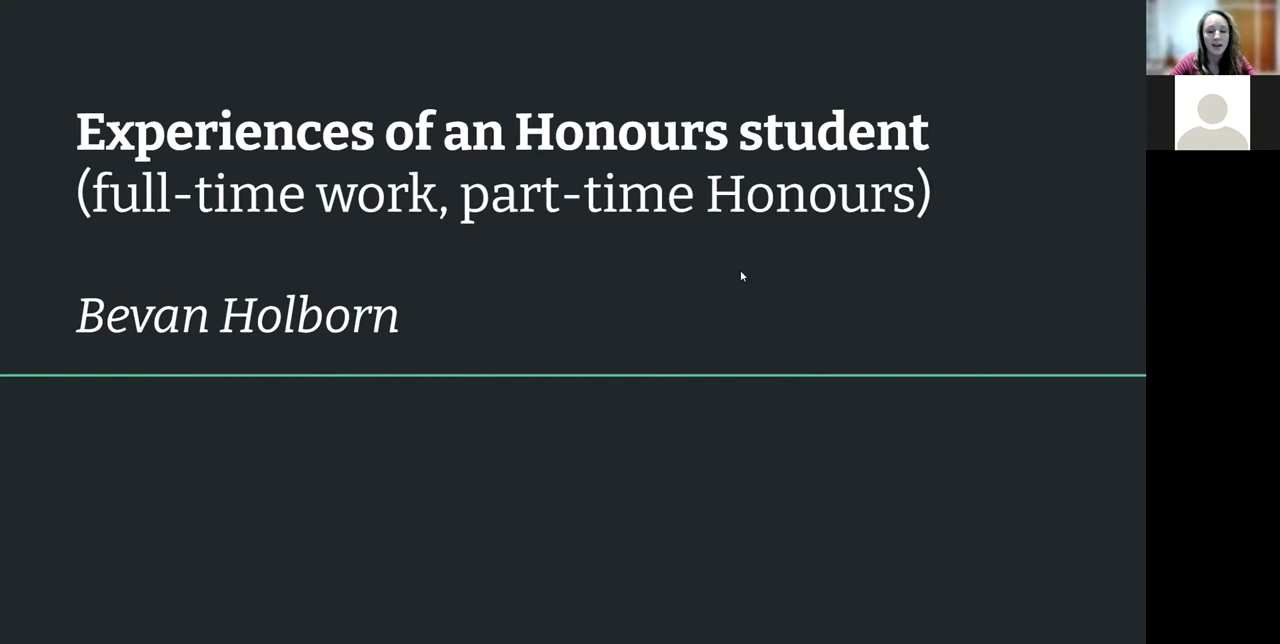 Experiences of an Honours student
(full-time work, part-time Honours)
Bevan Holborn